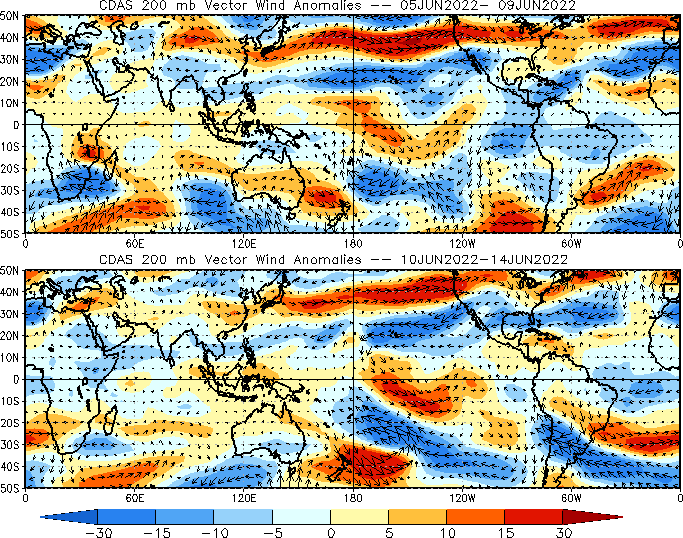 CDAS 200 mb Vector Wind Anomalies -- 05JUN2022- 09JUN2022
50N
40N
30N
20N
10N
0
10S
20S
30S
40S
50S
0 60E 120E 180 120W 60W 0
CDAS 200 mb Vector Wind Anomalies -- 10JUN2022-14JUN2022
50N
40N
30N
20N
10N
0
10S
20S
30S
40S
50S
0 60E 120E 180 120W 60W 0
-30 -15 -10 -5 0 5 10 15 30